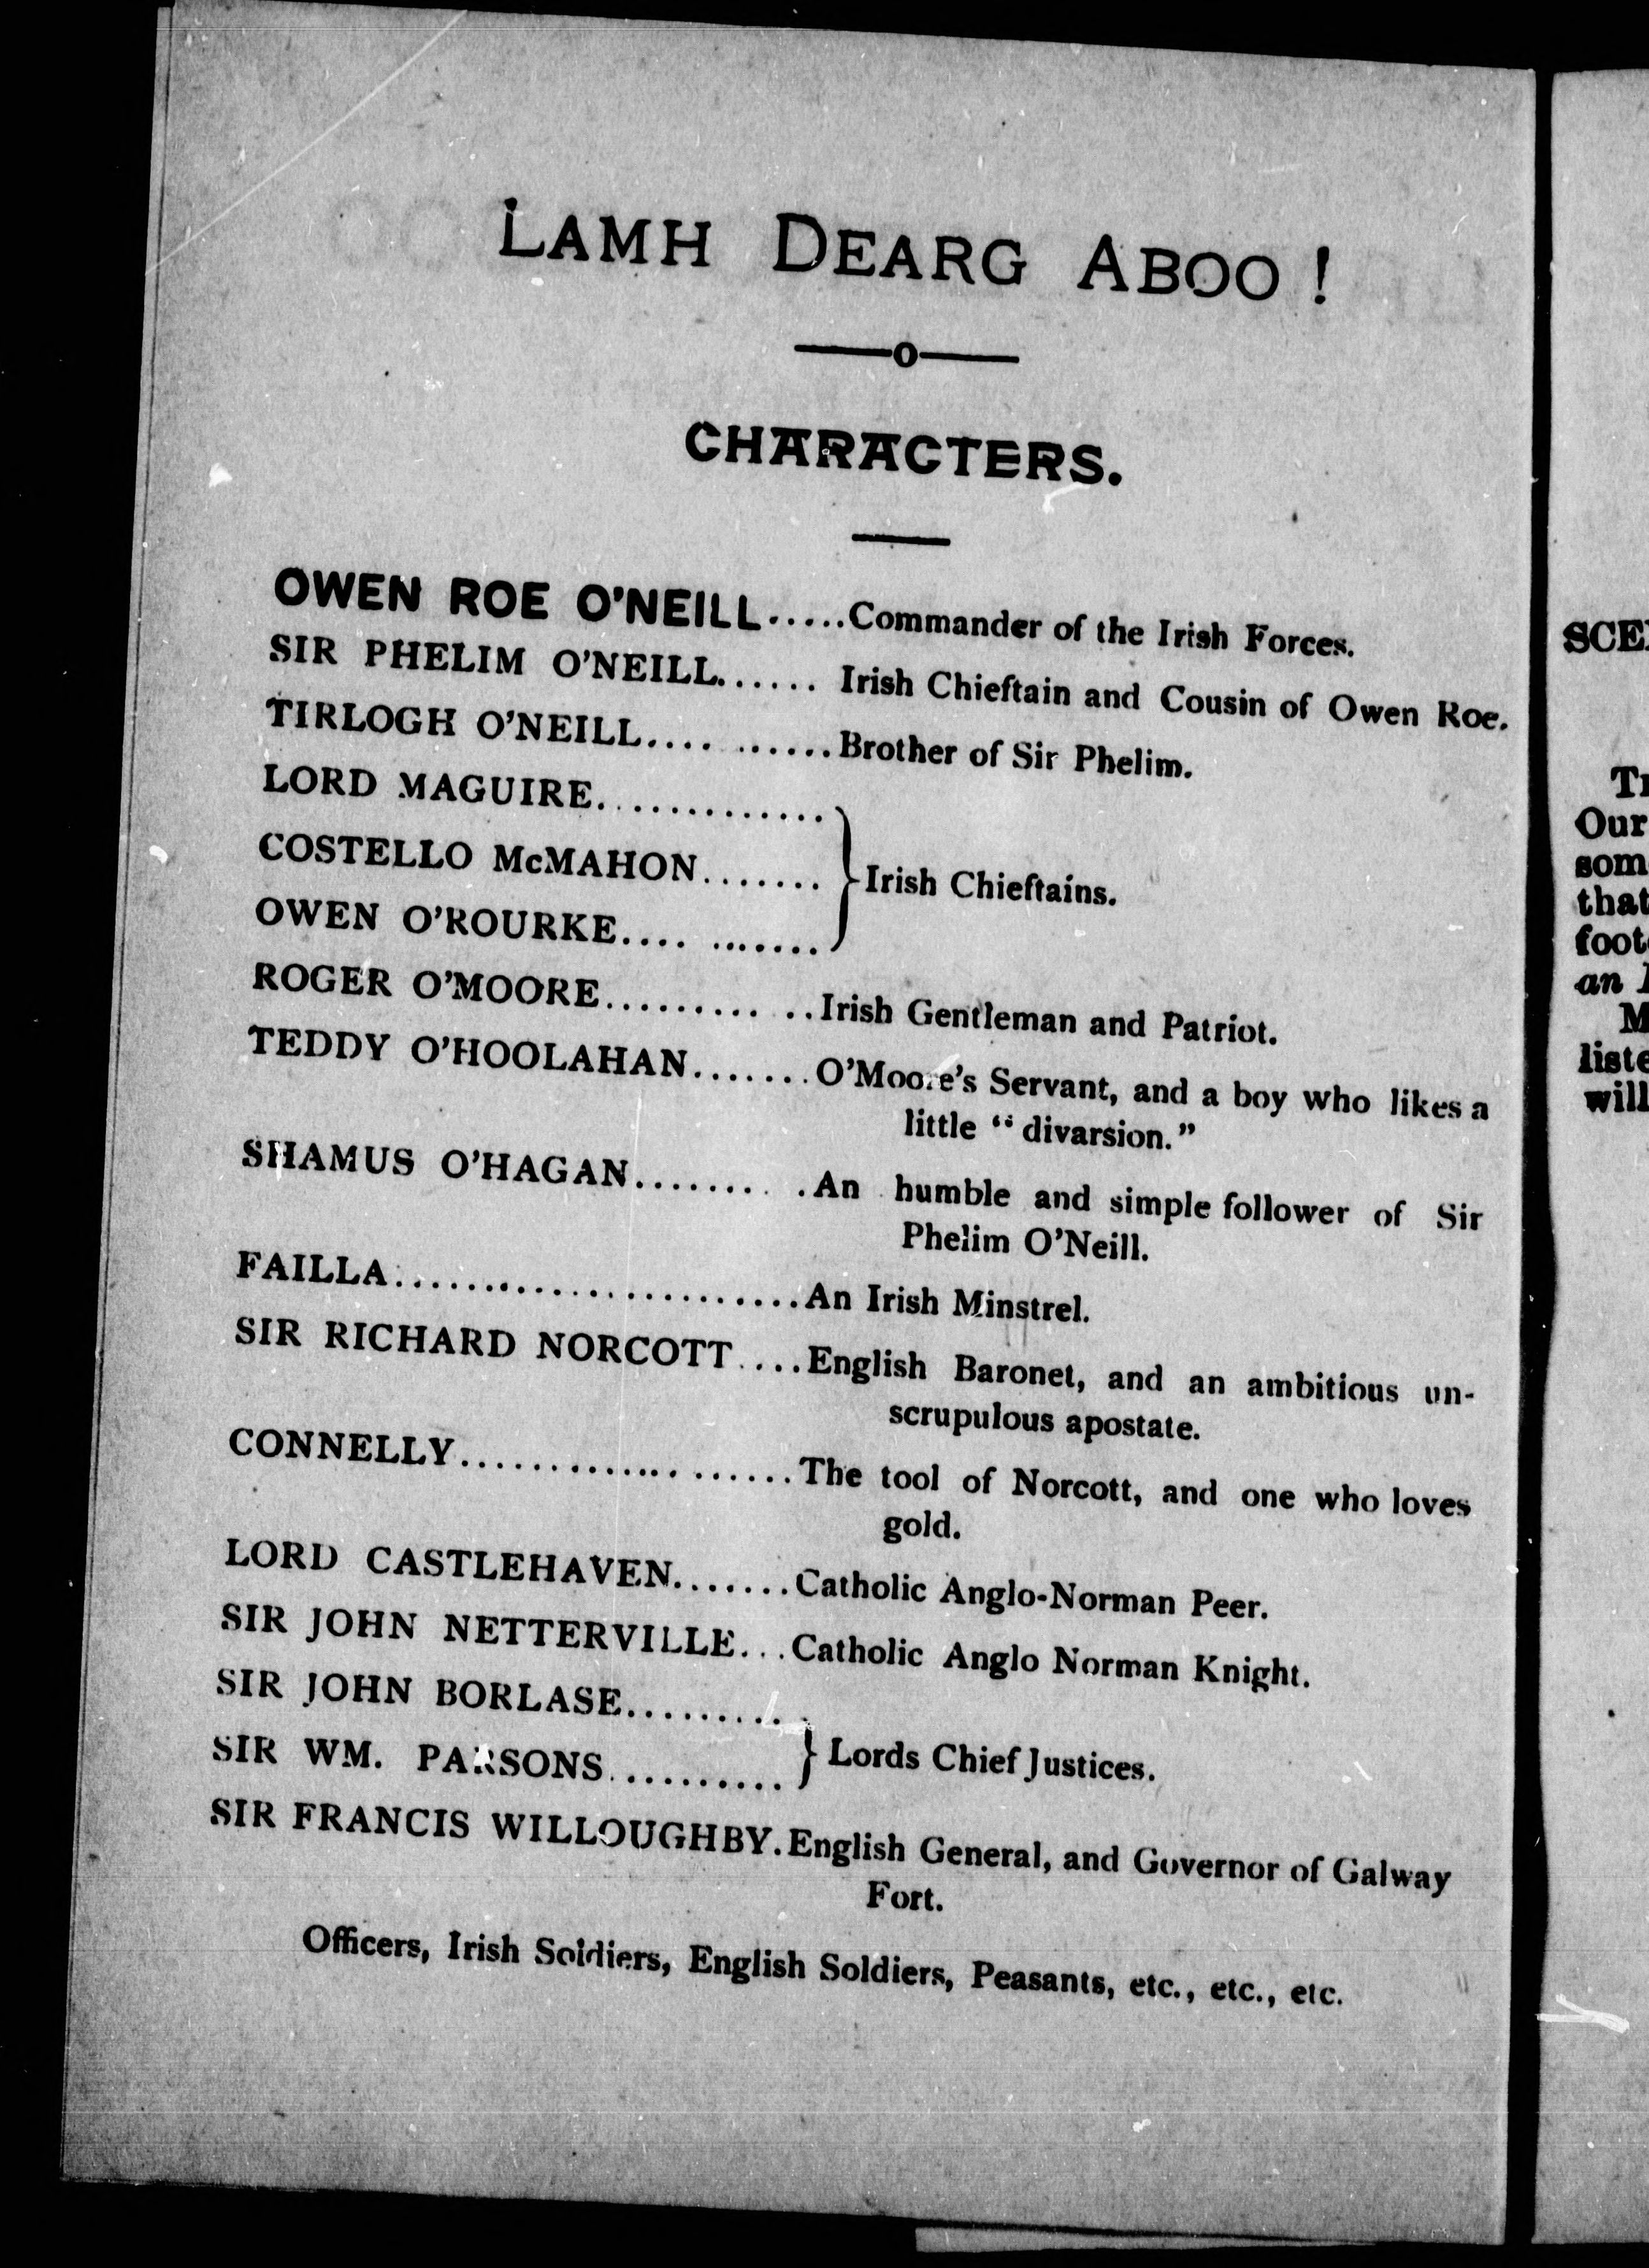 LAMH DEARG ABOO !
CHARACTERS.
OWEN ROE O'NEILL.....Commander of the Irish Forces.
SIR PHELIM O'NEILL...... Irish Chieftain and Cousin of Owen Roe.
TIRLOGH O'NEILL.... ......Brother of Sir Phelim.
LORD MAGUIRE.............
COSTELLO McMAHON....... } Irish Chieftains.
OWEN O'ROURKE.... .......
ROGER O'MOORE......... ..Irish Gentleman and Patriot.
TEDDY O'HOOLAHAN.......O'Moore's Servant, and a boy who likes a
little "divarsion."
SHAMUS O'HAGAN........ .An humble and simple follower of Sir
Phelim O'Neill.
FAILLA.......................An Irish Minstrel.
SIR RICHARD NORCOTT....English Baronet, and an ambitious un-
scrupulous apostate.
CONNELLY............. ......The tool of Norcott, and one who loves
gold.
LORD CASTLEHAVEN.......Catholic Anglo-Norman Peer.
SIR JOHN NETTERVILLE...Catholic Anglo Norman Knight.
SIR JOHN BORLASE..........
SIR WM. PARSONS.......... } Lords Chief Justices.
SIR FRANCIS WILLOUGHBY.English General, and Governor of Galway
Fort.
Officers, Irish Soldiers, English Soldiers, Peasants, etc., etc., etc.
Our
that
an
will